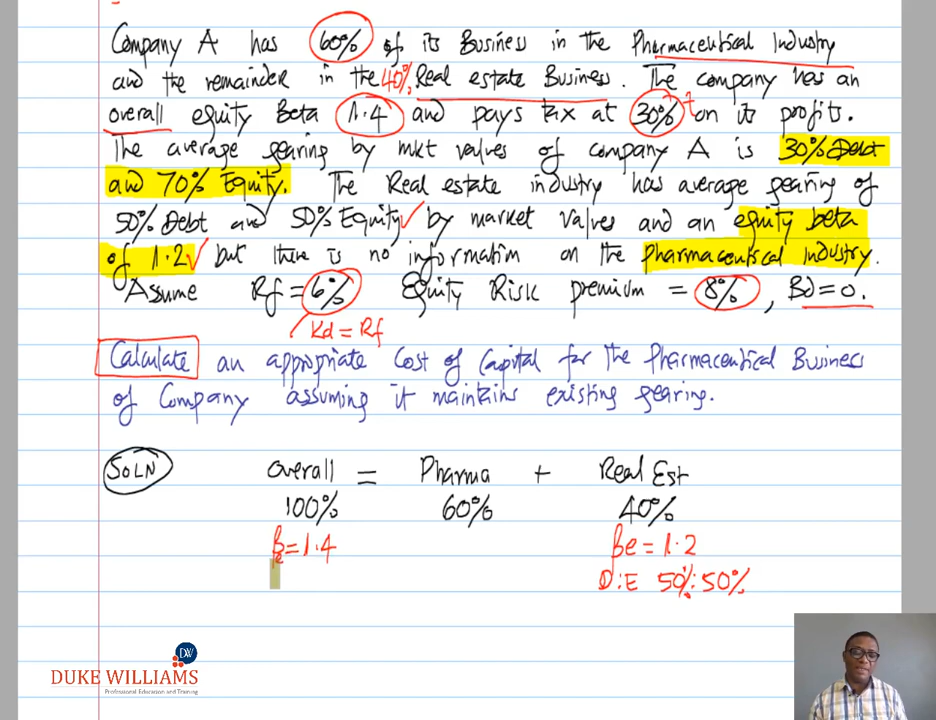 Company A has 60% of its Business in the Pharmaceutical Industry
and the remainder in the 40% Real estate Business. The company has an
overall equity Beta 1.4 and pays tax at 30% t on its profits.
The average gearing by mkt values of company A is 30% Debt
and 70% Equity. The Real estate industry has average gearing of
50% Debt and 50% Equity ✓ by market values and an equity beta
of 1.2 ✓ but there is no information on the pharmaceutical Industry.
Assume Rf = 6% Equity Risk premium = 8%, Bd = 0.
Kd = Rf
Calculate an appropriate Cost of Capital for the Pharmaceutical Business
of Company assuming it maintains existing gearing.
SOLN Overall = Pharma + Real Est
100% 60% 40%
βe = 1.4 βe = 1.2
D:E 50%:50%
DW
DUKE WILLIAMS
Professional Education and Training